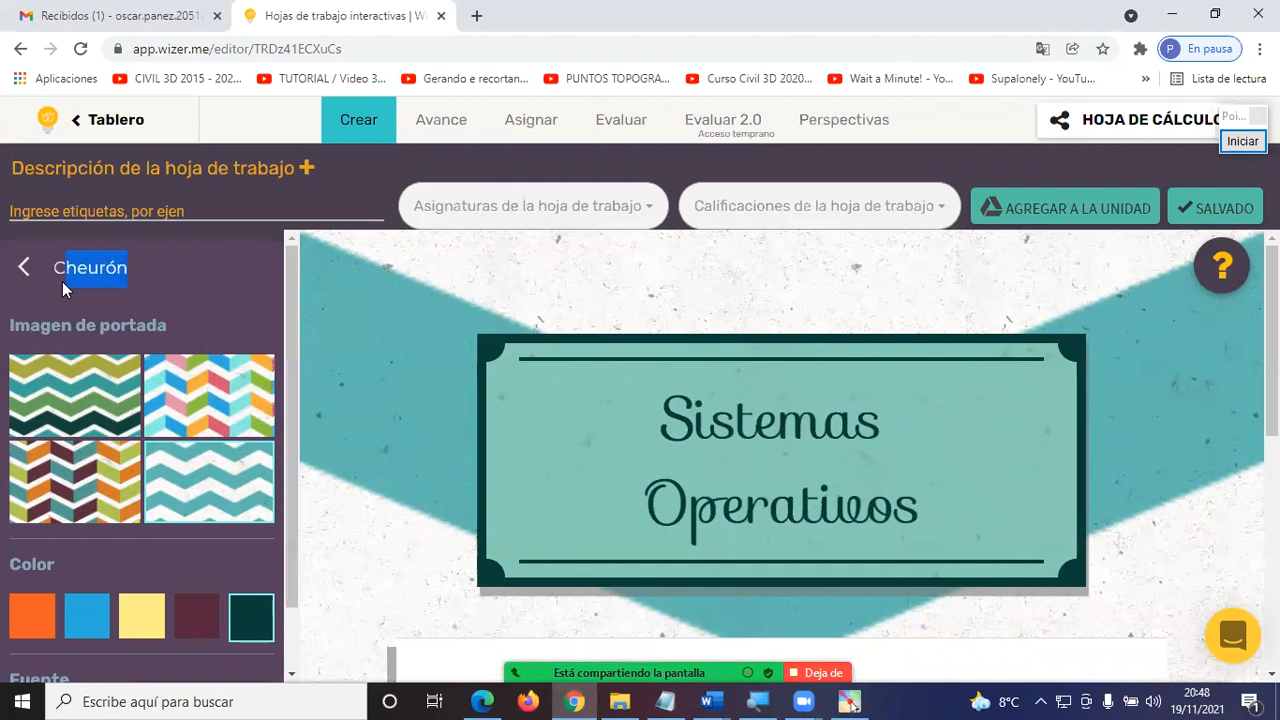 Recibidos (1) - oscar.panez.2051
Hojas de trabajo interactivas | Wi
app.wizer.me/editor/TRDz41ECXuCs
En pausa
Aplicaciones
CIVIL 3D 2015 - 202...
TUTORIAL / Video 3...
Gerando e recortan...
PUNTOS TOPOGRA...
Curso Civil 3D 2020...
Wait a Minute! - Yo...
Supalonely - YouTu...
»
Lista de lectura
Tablero
Crear
Avance
Asignar
Evaluar
Evaluar 2.0
Acceso temprano
Perspectivas
HOJA DE CÁLCULO
Poi...
Iniciar
Descripción de la hoja de trabajo +
Ingrese etiquetas, por ejen
Asignaturas de la hoja de trabajo
Calificaciones de la hoja de trabajo
AGREGAR A LA UNIDAD
SALVADO
Cheurón
?
Imagen de portada
Sistemas
Operativos
Color
Fuente
Está compartiendo la pantalla
Deja de
Escribe aquí para buscar
8°C
20:48
19/11/2021
1